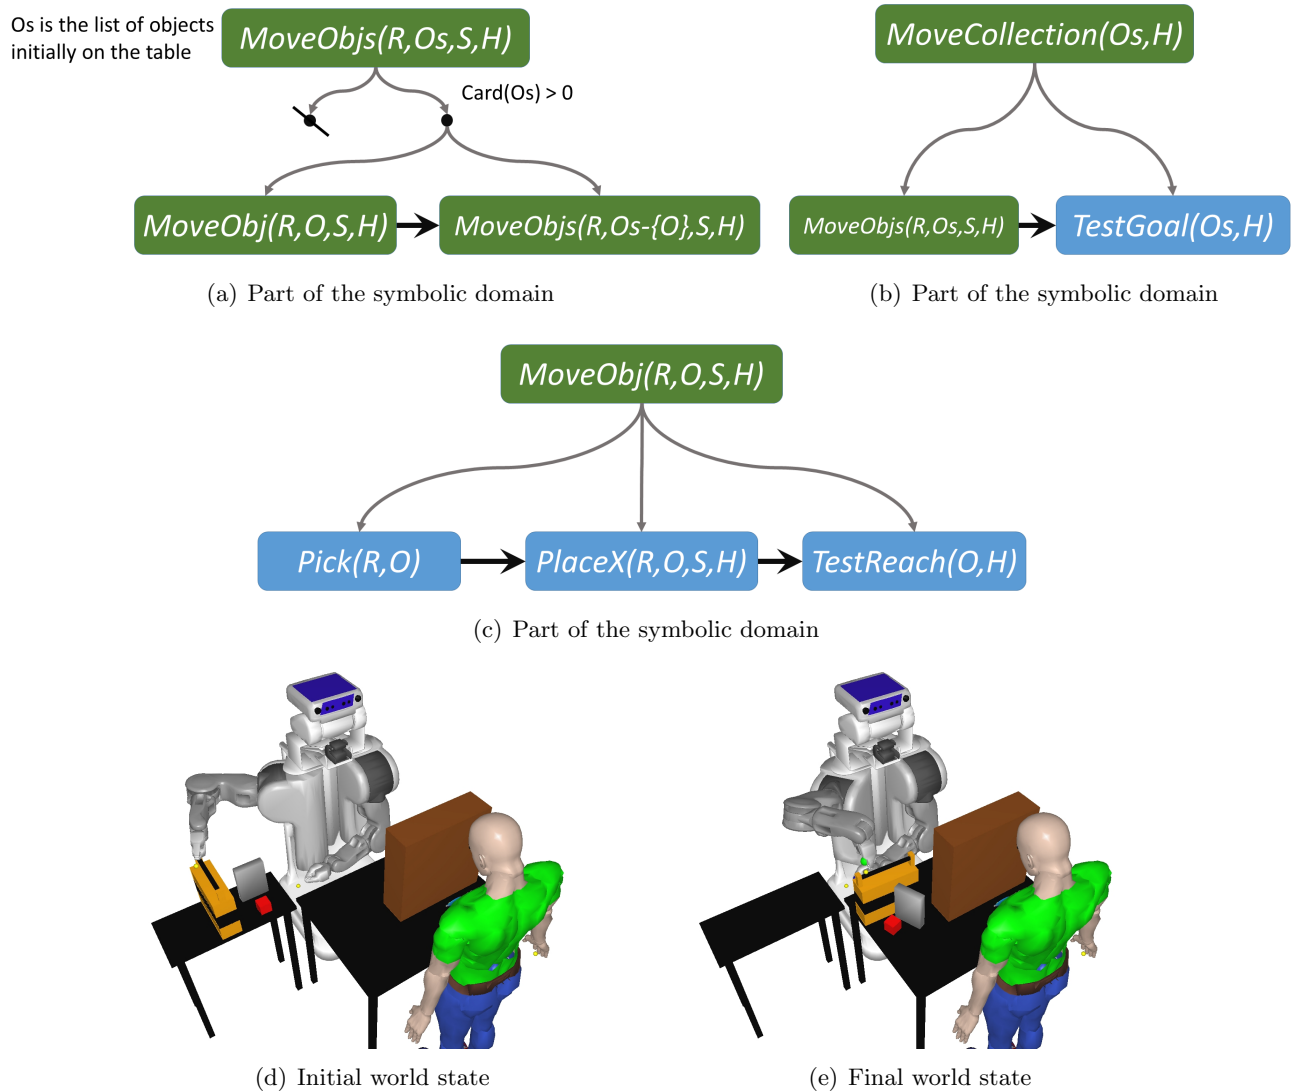 Os is the list of objects
initially on the table
MoveObjs(R,Os,S,H)
Card(Os) > 0
MoveObj(R,O,S,H)
MoveObjs(R,Os-{O},S,H)
(a) Part of the symbolic domain
MoveCollection(Os,H)
MoveObjs(R,Os,S,H)
TestGoal(Os,H)
(b) Part of the symbolic domain
MoveObj(R,O,S,H)
Pick(R,O)
PlaceX(R,O,S,H)
TestReach(O,H)
(c) Part of the symbolic domain
(d) Initial world state
(e) Final world state